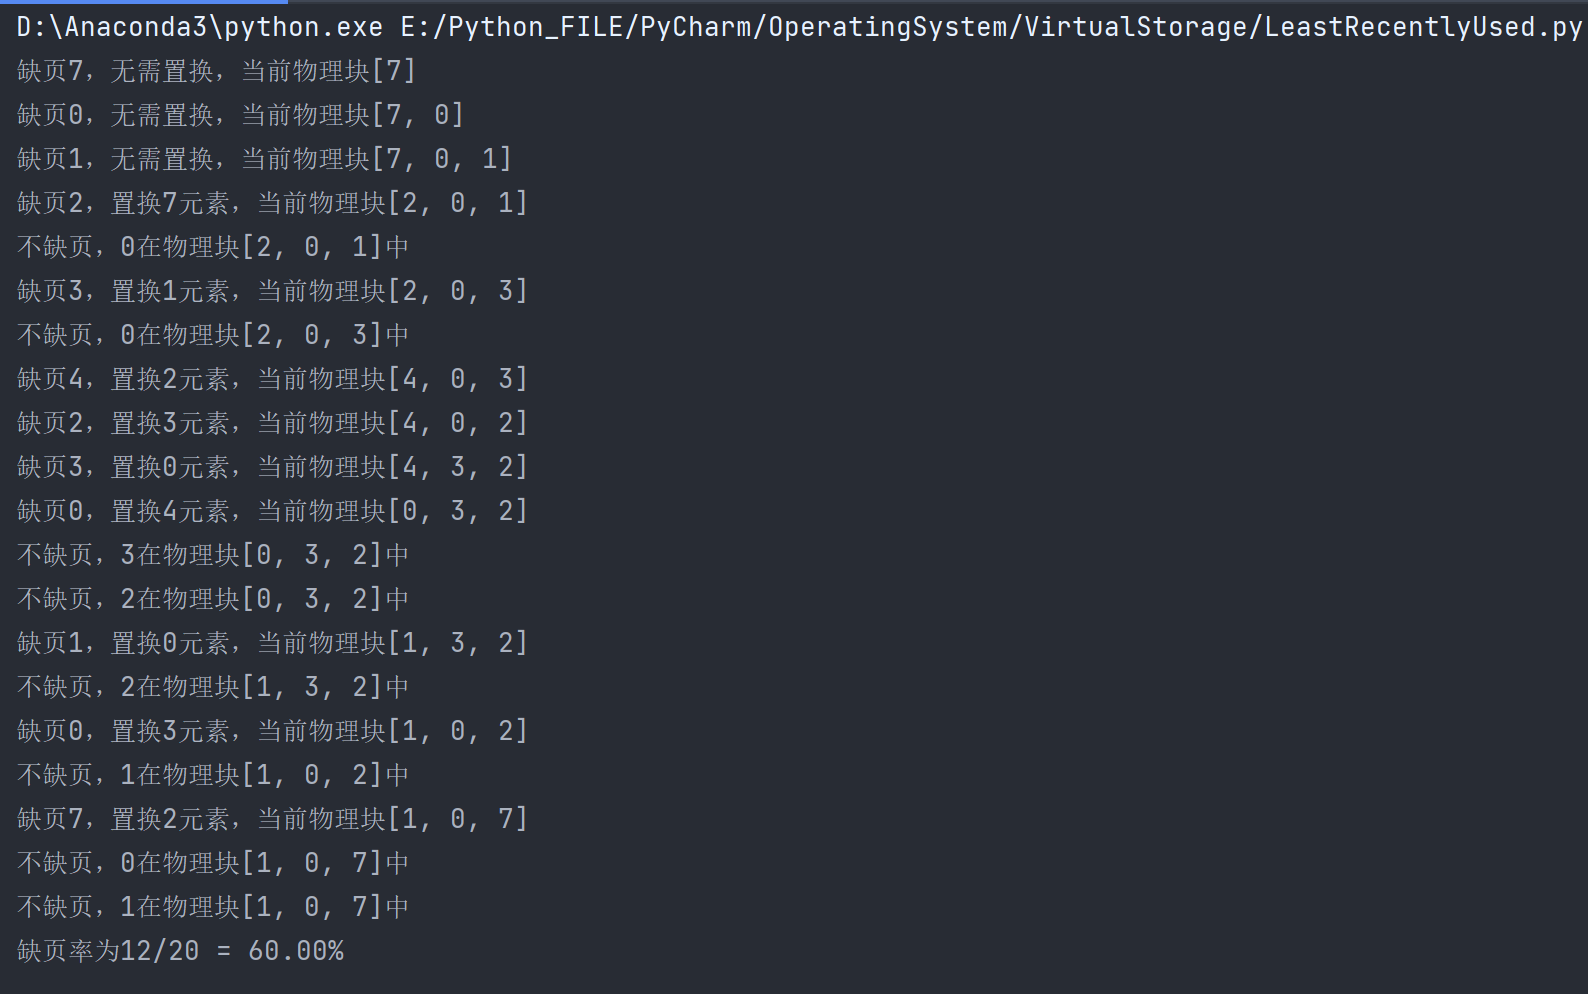 D:\Anaconda3\python.exe E:/Python_FILE/PyCharm/OperatingSystem/VirtualStorage/LeastRecentlyUsed.py
缺页7，无需置换，当前物理块[7]
缺页0，无需置换，当前物理块[7, 0]
缺页1，无需置换，当前物理块[7, 0, 1]
缺页2，置换7元素，当前物理块[2, 0, 1]
不缺页，0在物理块[2, 0, 1]中
缺页3，置换1元素，当前物理块[2, 0, 3]
不缺页，0在物理块[2, 0, 3]中
缺页4，置换2元素，当前物理块[4, 0, 3]
缺页2，置换3元素，当前物理块[4, 0, 2]
缺页3，置换0元素，当前物理块[4, 3, 2]
缺页0，置换4元素，当前物理块[0, 3, 2]
不缺页，3在物理块[0, 3, 2]中
不缺页，2在物理块[0, 3, 2]中
缺页1，置换0元素，当前物理块[1, 3, 2]
不缺页，2在物理块[1, 3, 2]中
缺页0，置换3元素，当前物理块[1, 0, 2]
不缺页，1在物理块[1, 0, 2]中
缺页7，置换2元素，当前物理块[1, 0, 7]
不缺页，0在物理块[1, 0, 7]中
不缺页，1在物理块[1, 0, 7]中
缺页率为12/20 = 60.00%